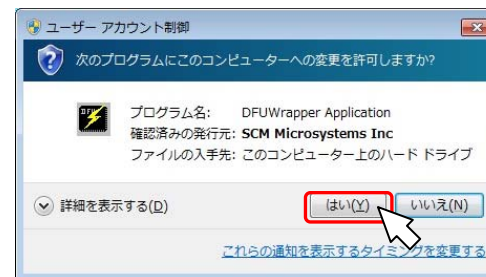 ユーザー アカウント制御
次のプログラムにこのコンピューターへの変更を許可しますか?
DFU
プログラム名: DFUWrapper Application
確認済みの発行元: SCM Microsystems Inc
ファイルの入手先: このコンピューター上のハード ドライブ
詳細を表示する(D)
はい(Y)
いいえ(N)
これらの通知を表示するタイミングを変更する